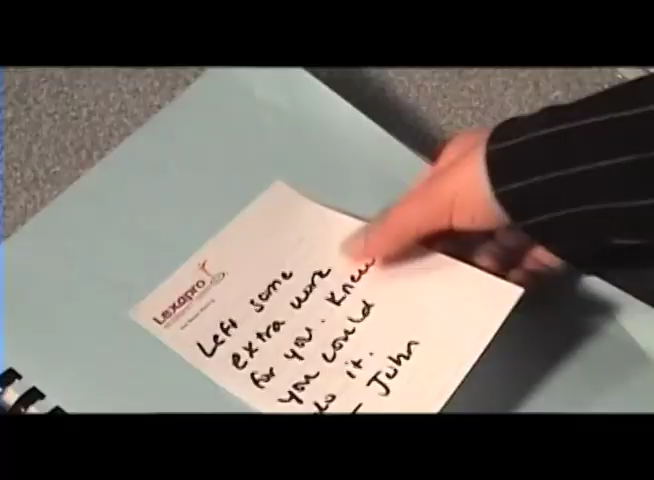 Lexapro
Left some
extra work
for you. Knew
you could
do it.
- John